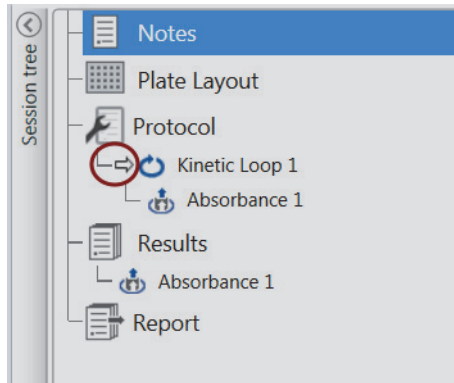 Session tree
Notes
Plate Layout
Protocol
Kinetic Loop 1
Absorbance 1
Results
Absorbance 1
Report